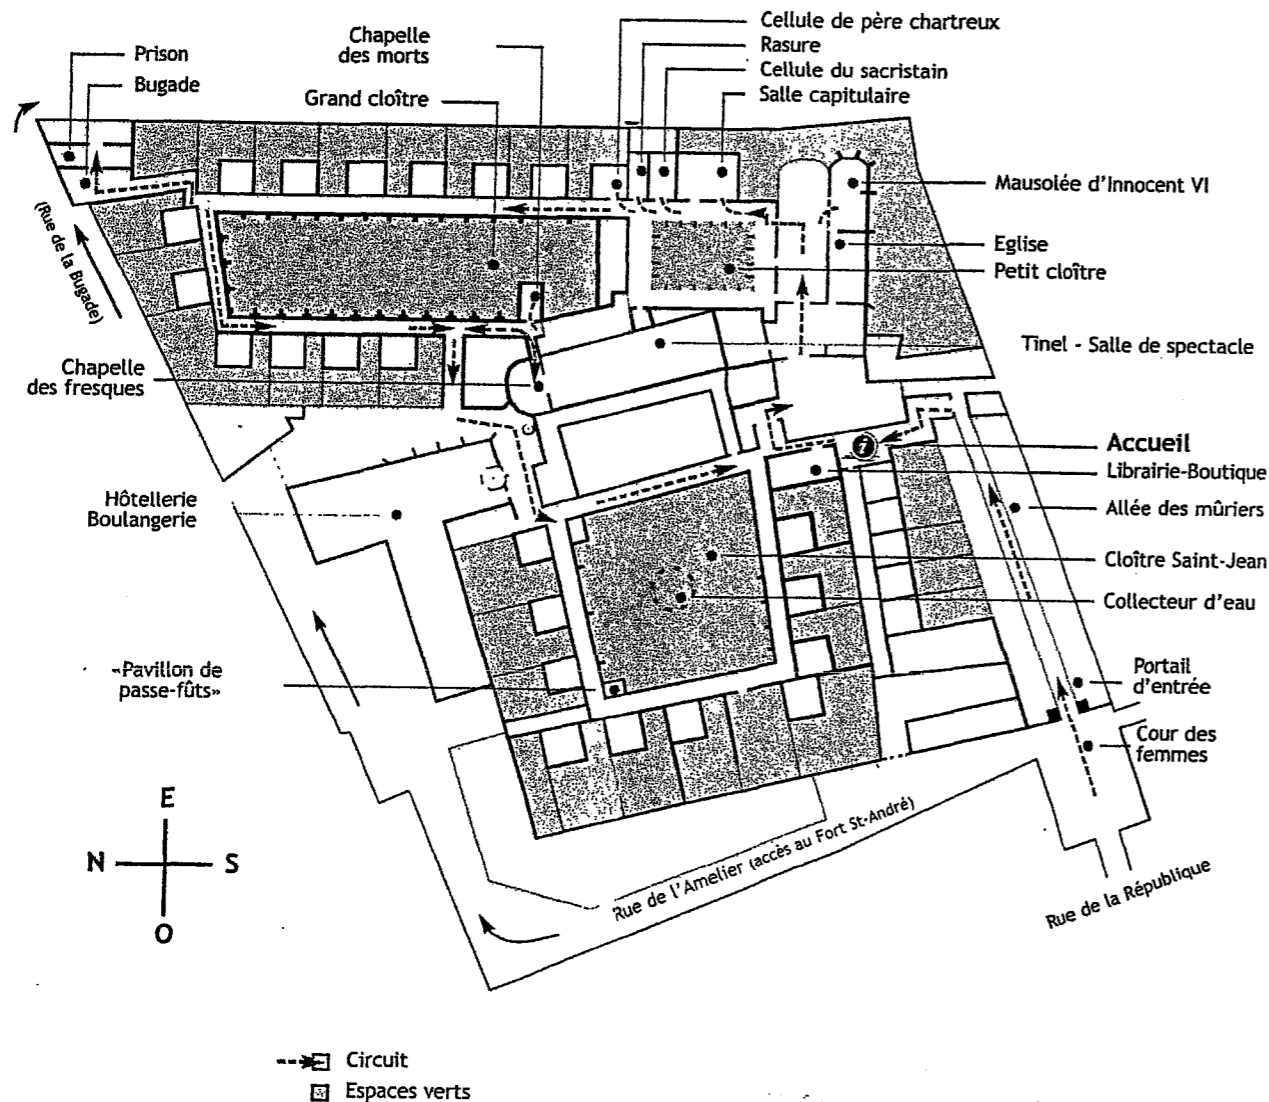 Cellule de père chartreux
Rasure
Cellule du sacristain
Salle capitulaire
Chapelle
des morts
Prison
Bugade
Grand cloître
(Rue de la Bugade)
Mausolée d'Innocent VI
Eglise
Petit cloître
Tinel - Salle de spectacle
Chapelle
des fresques
Accueil
i
Librairie-Boutique
Allée des mûriers
Hôtellerie
Boulangerie
Cloître Saint-Jean
Collecteur d'eau
«Pavillon de
passe-fûts»
Portail
d'entrée
Cour des
femmes
E
N
S
O
Rue de l'Amelier (accès au Fort St-André)
Rue de la République
Circuit
Espaces verts